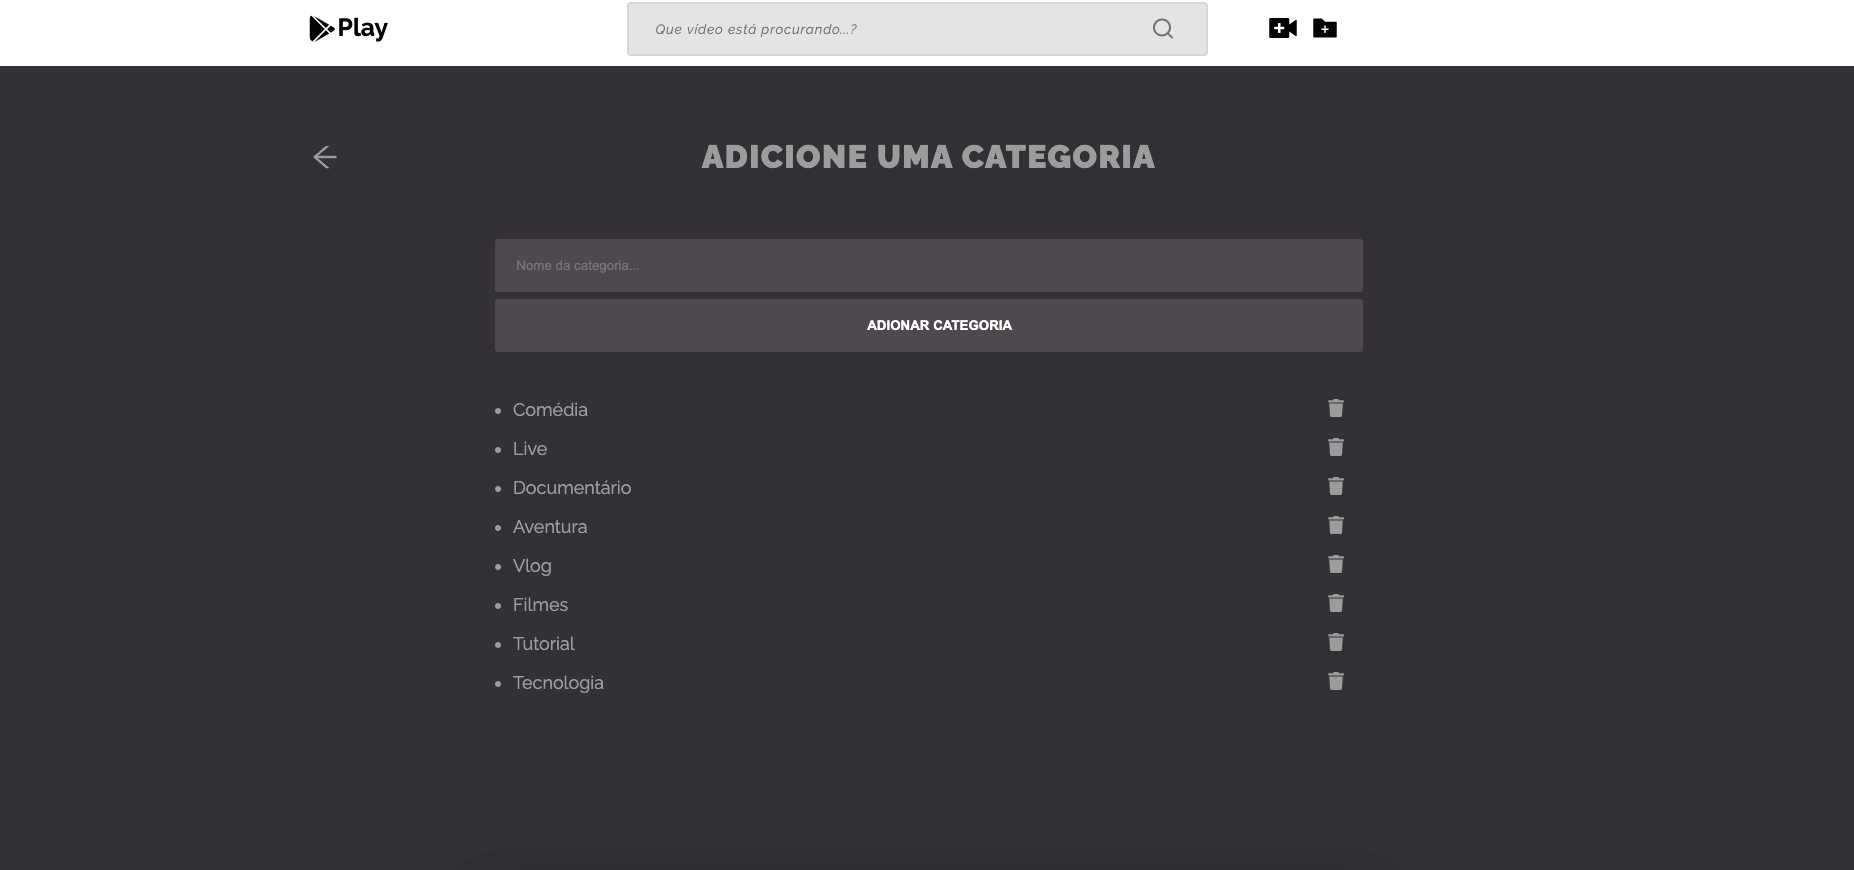 Play
Que vídeo está procurando...?
ADICIONE UMA CATEGORIA
Nome da categoria...
ADIONAR CATEGORIA
• Comédia
• Live
• Documentário
• Aventura
• Vlog
• Filmes
• Tutorial
• Tecnologia